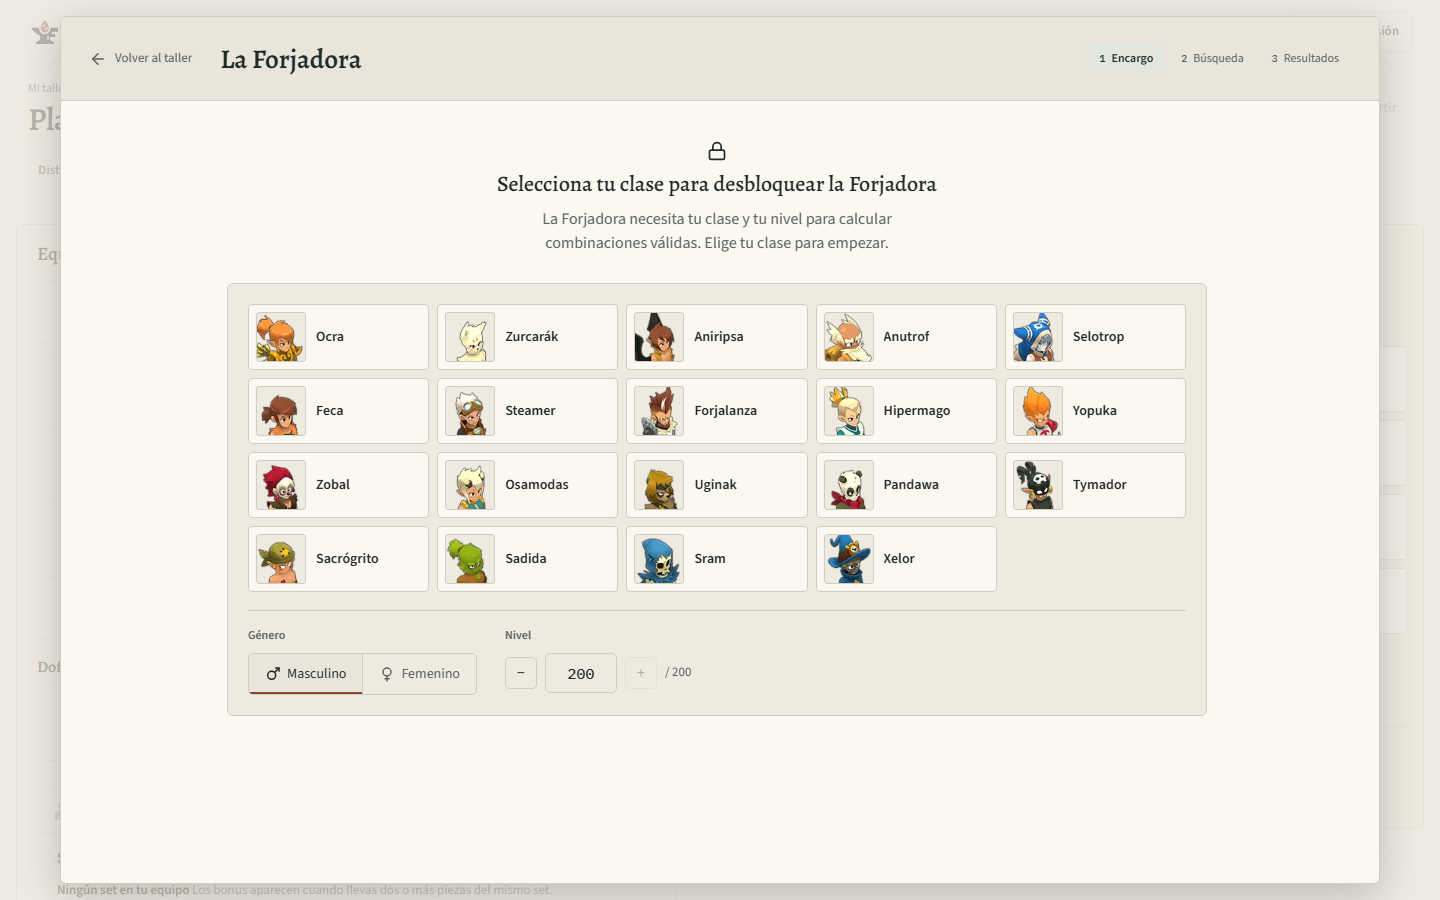 Volver al taller
La Forjadora
1 Encargo
2 Búsqueda
3 Resultados
Mi tall
Selecciona tu clase para desbloquear la Forjadora
La Forjadora necesita tu clase y tu nivel para calcular
combinaciones válidas. Elige tu clase para empezar.
Ocra
Zurcarák
Aniripsa
Anutrof
Selotrop
Feca
Steamer
Forjalanza
Hipermago
Yopuka
Zobal
Osamodas
Uginak
Pandawa
Tymador
Sacrógrito
Sadida
Sram
Xelor
Género
Nivel
Masculino
Femenino
− 200 + / 200
Ningún set en tu equipo Los bonus aparecen cuando llevas dos o más piezas del mismo set.